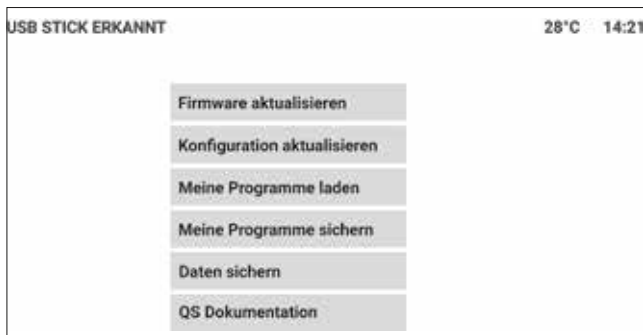 USB STICK ERKANNT 28°C 14:21
Firmware aktualisieren
Konfiguration aktualisieren
Meine Programme laden
Meine Programme sichern
Daten sichern
QS Dokumentation